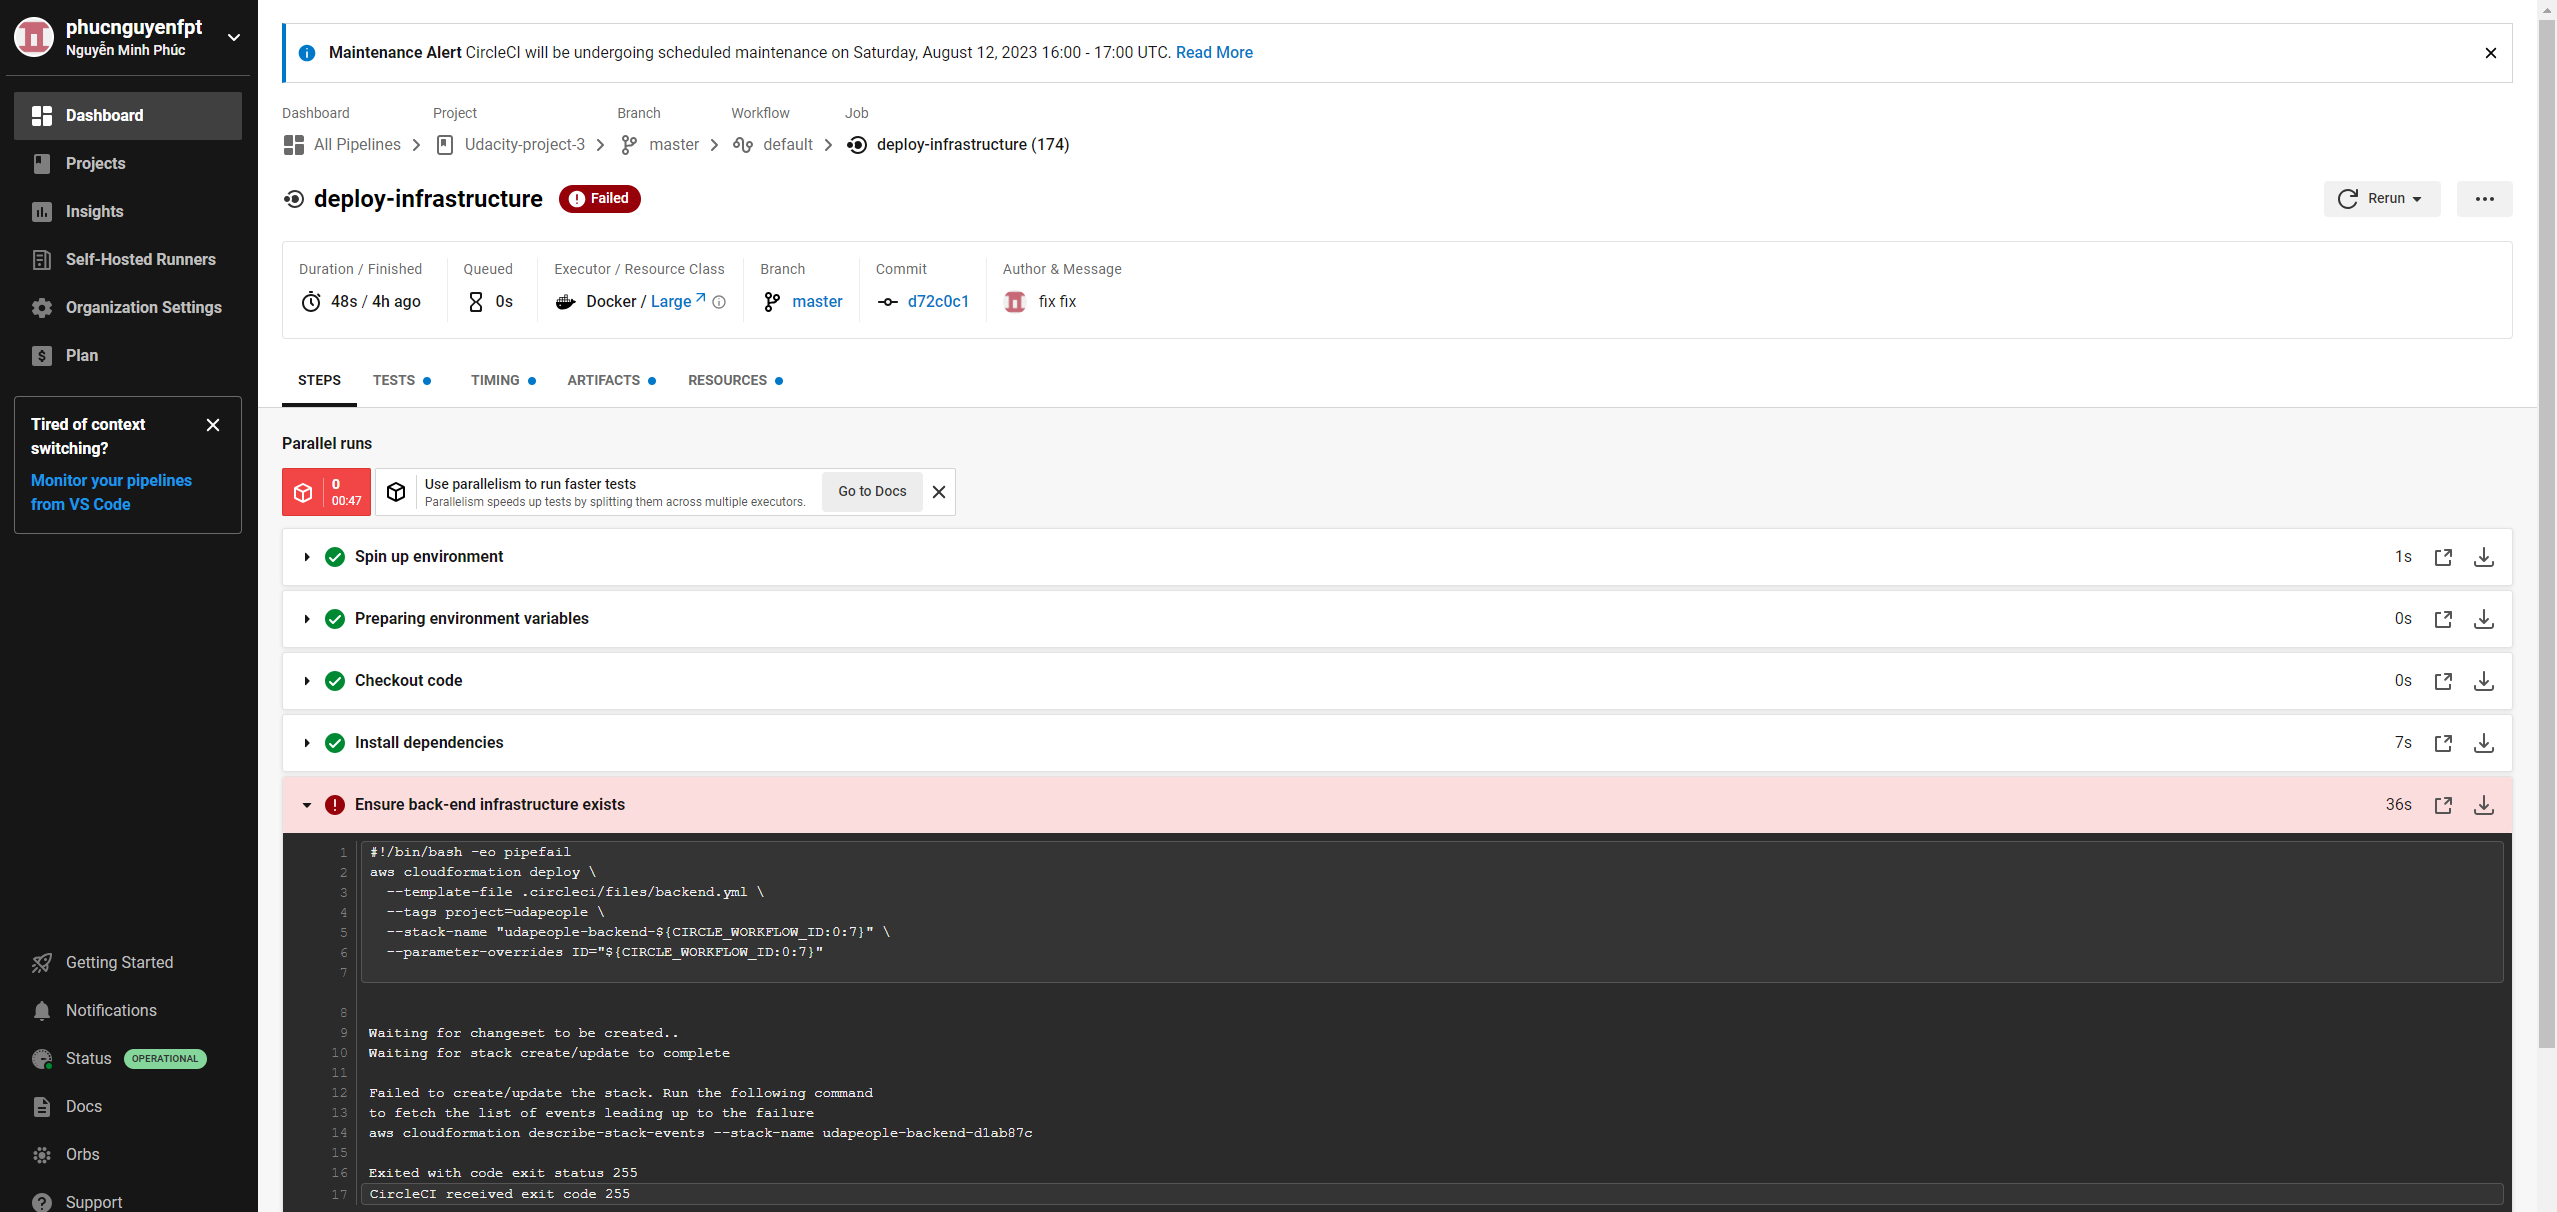 phucnguyenfpt
Nguyễn Minh Phúc
Dashboard
Projects
Insights
Self-Hosted Runners
Organization Settings
Plan
Tired of context
switching?
Monitor your pipelines
from VS Code
Getting Started
Notifications
Status OPERATIONAL
Docs
Orbs
Support
Maintenance Alert CircleCI will be undergoing scheduled maintenance on Saturday, August 12, 2023 16:00 - 17:00 UTC. Read More
Dashboard Project Branch Workflow Job
All Pipelines Udacity-project-3 master default deploy-infrastructure (174)
deploy-infrastructure Failed
Rerun
Duration / Finished Queued Executor / Resource Class Branch Commit Author & Message
48s / 4h ago 0s Docker / Large master d72c0c1 fix fix
STEPS TESTS TIMING ARTIFACTS RESOURCES
Parallel runs
0
00:47
Use parallelism to run faster tests
Parallelism speeds up tests by splitting them across multiple executors.
Go to Docs
Spin up environment 1s
Preparing environment variables 0s
Checkout code 0s
Install dependencies 7s
Ensure back-end infrastructure exists 36s
1 #!/bin/bash -eo pipefail
2 aws cloudformation deploy \
3 --template-file .circleci/files/backend.yml \
4 --tags project=udapeople \
5 --stack-name "udapeople-backend-${CIRCLE_WORKFLOW_ID:0:7}" \
6 --parameter-overrides ID="${CIRCLE_WORKFLOW_ID:0:7}"
7
8
9 Waiting for changeset to be created..
10 Waiting for stack create/update to complete
11
12 Failed to create/update the stack. Run the following command
13 to fetch the list of events leading up to the failure
14 aws cloudformation describe-stack-events --stack-name udapeople-backend-d1ab87c
15
16 Exited with code exit status 255
17 CircleCI received exit code 255